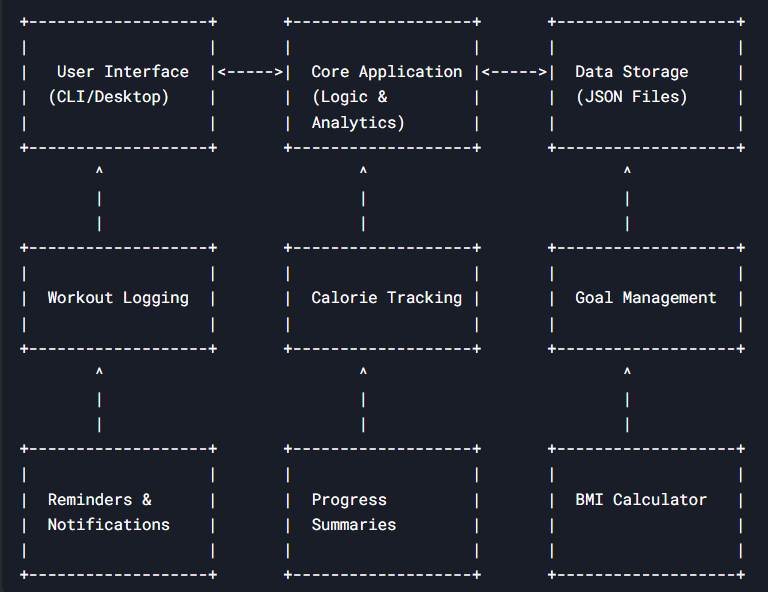 User Interface <-----> Core Application <-----> Data Storage
(CLI/Desktop) (Logic & (JSON Files)
Analytics)
Workout Logging Calorie Tracking Goal Management
Reminders & Progress BMI Calculator
Notifications Summaries